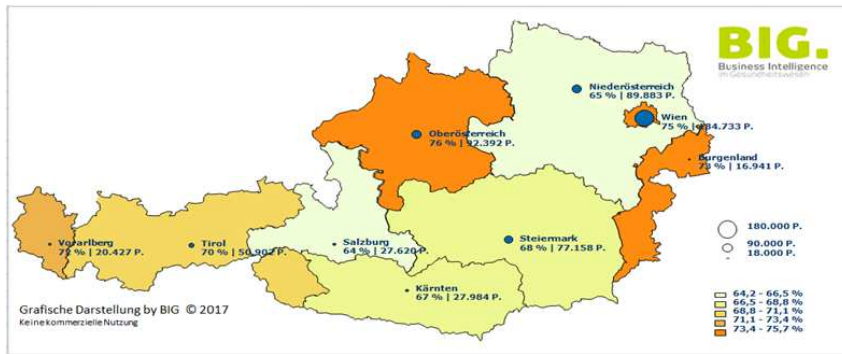 BIG.
Business Intelligence
im Gesundheitswesen
Niederösterreich
65 % | 89.883 P.
Wien
75 % | 84.733 P.
Oberösterreich
76 % | 92.392 P.
Burgenland
73 % | 16.941 P.
Vorarlberg
72 % | 20.427 P.
Tirol
70 % | 50.902 P.
Salzburg
64 % | 27.620 P.
Steiermark
68 % | 77.158 P.
Kärnten
67 % | 27.984 P.
180.000 P.
90.000 P.
18.000 P.
64,2 - 66,5 %
66,5 - 68,8 %
68,8 - 71,1 %
71,1 - 73,4 %
73,4 - 75,7 %
Grafische Darstellung by BIG © 2017
Keine kommerzielle Nutzung